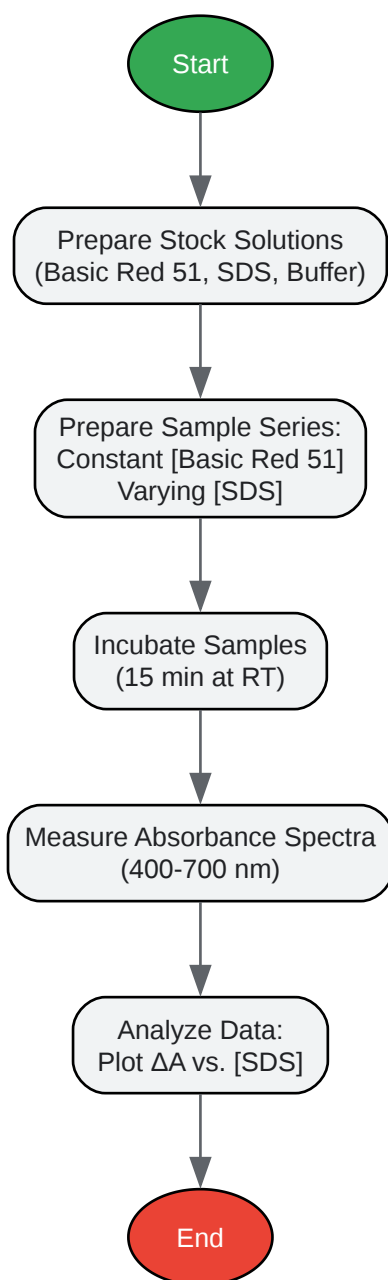 Start
Prepare Stock Solutions
(Basic Red 51, SDS, Buffer)
Prepare Sample Series:
Constant [Basic Red 51]
Varying [SDS]
Incubate Samples
(15 min at RT)
Measure Absorbance Spectra
(400-700 nm)
Analyze Data:
Plot ΔA vs. [SDS]
End